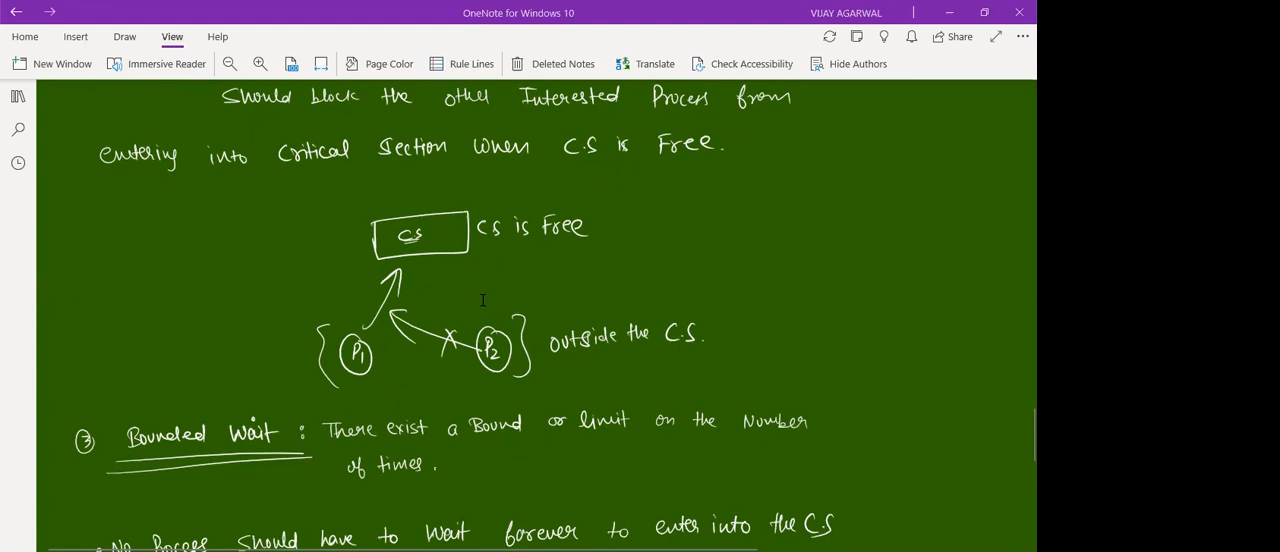 OneNote for Windows 10
VIJAY AGARWAL
Home Insert Draw View Help
Share
New Window Immersive Reader Page Color Rule Lines Deleted Notes Translate Check Accessibility Hide Authors
Should block the other Interested Process from
entering into Critical Section when C.S is Free.
CS
CS is Free
P1
P2
outside the C.S.
③ Bounded Wait : There exist a Bound or limit on the Number
of times.
• No Process should have to Wait forever to enter into the C.S